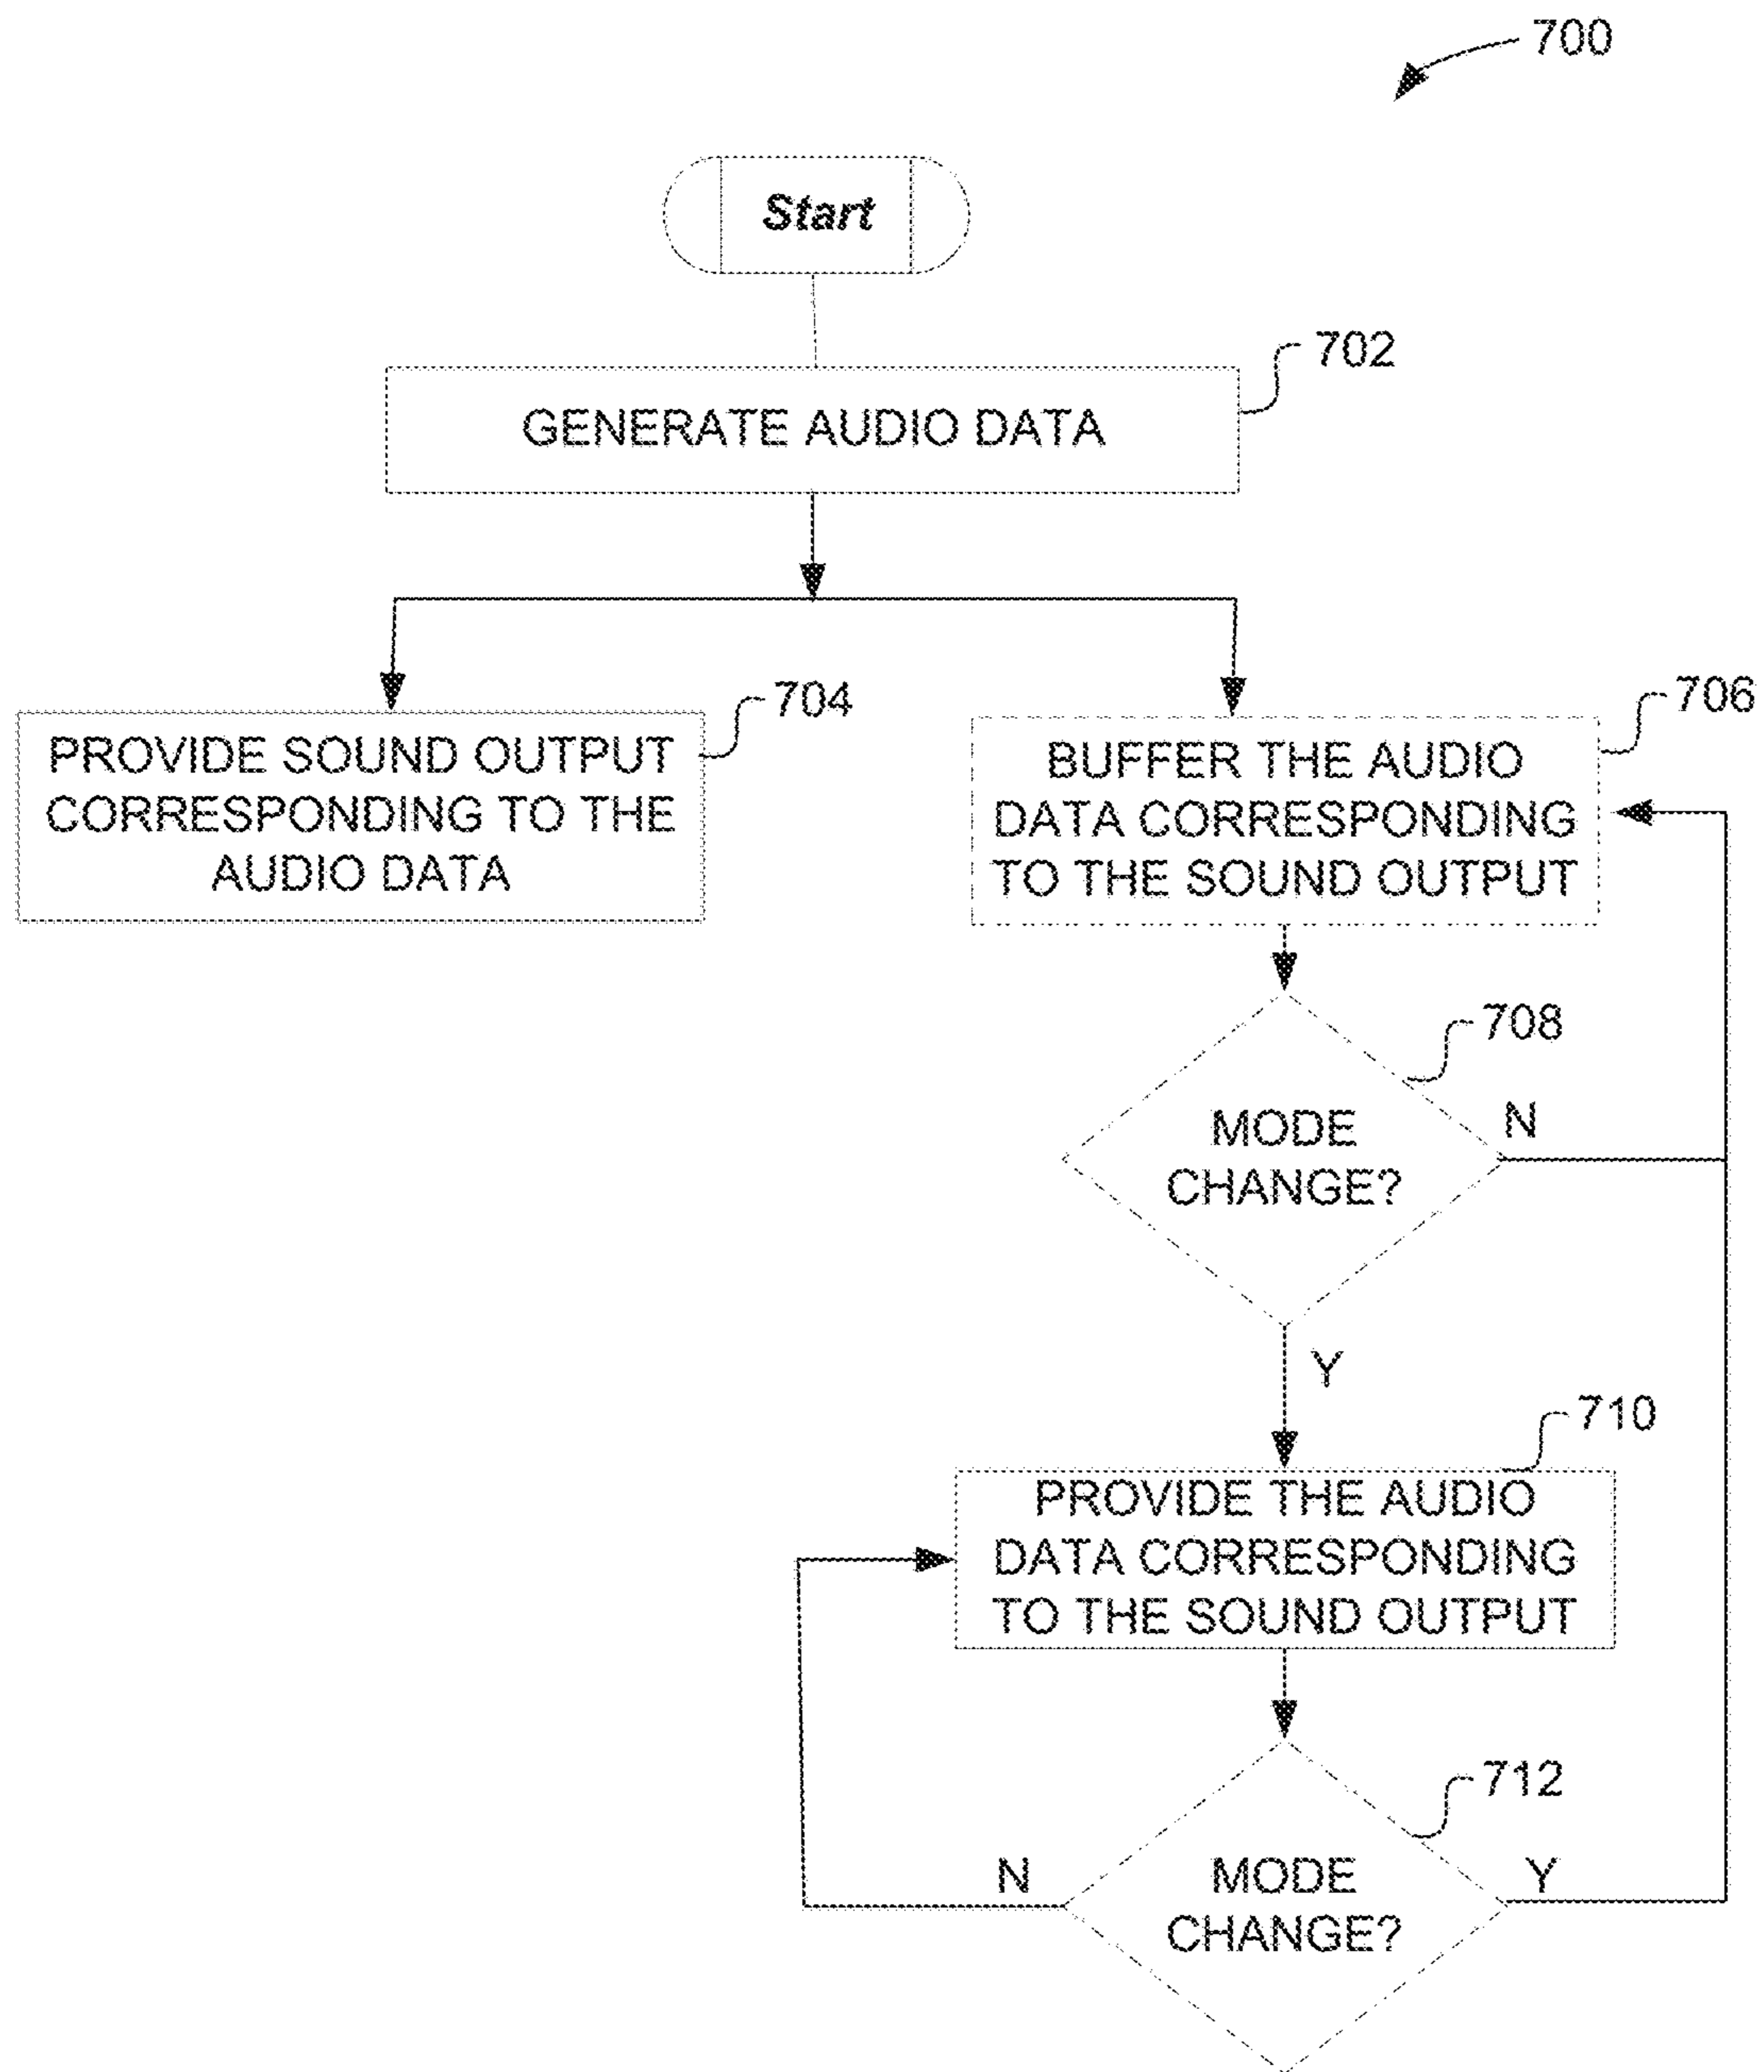 700
Start
702
GENERATE AUDIO DATA
704
PROVIDE SOUND OUTPUT
CORRESPONDING TO THE
AUDIO DATA
706
BUFFER THE AUDIO
DATA CORRESPONDING
TO THE SOUND OUTPUT
708
MODE
CHANGE?
N
Y
710
PROVIDE THE AUDIO
DATA CORRESPONDING
TO THE SOUND OUTPUT
712
N
MODE
CHANGE?
Y